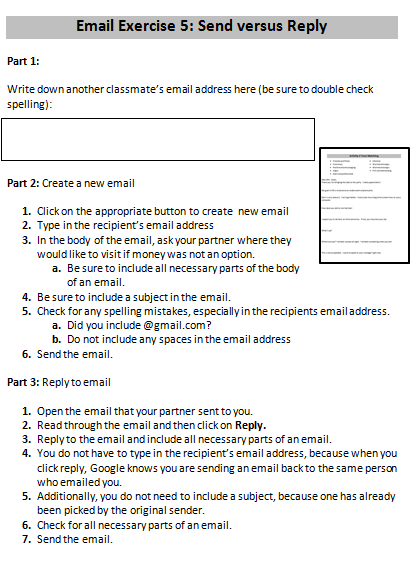 Email Exercise 5: Send versus Reply
Part 1:
Write down another classmate's email address here (be sure to double check
spelling):
Part 2: Create a new email
1. Click on the appropriate button to create new email
2. Type in the recipient's email address
3. In the body of the email, ask your partner where they
would like to visit if money was not an option.
a. Be sure to include all necessary parts of the body
of an email.
4. Be sure to include a subject in the email.
5. Check for any spelling mistakes, especially in the recipients email address.
a. Did you include @gmail.com?
b. Do not include any spaces in the email address
6. Send the email.
Part 3: Reply to email
1. Open the email that your partner sent to you.
2. Read through the email and then click on Reply.
3. Reply to the email and include all necessary parts of an email.
4. You do not have to type in the recipient's email address, because when you
click reply, Google knows you are sending an email back to the same person
who emailed you.
5. Additionally, you do not need to include a subject, because one has already
been picked by the original sender.
6. Check for all necessary parts of an email.
7. Send the email.